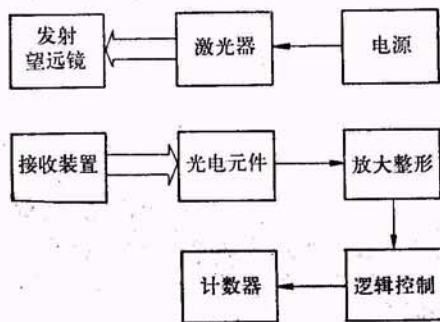 发射
望远镜
激光器
电源
接收装置
光电元件
放大整形
计数器
逻辑控制